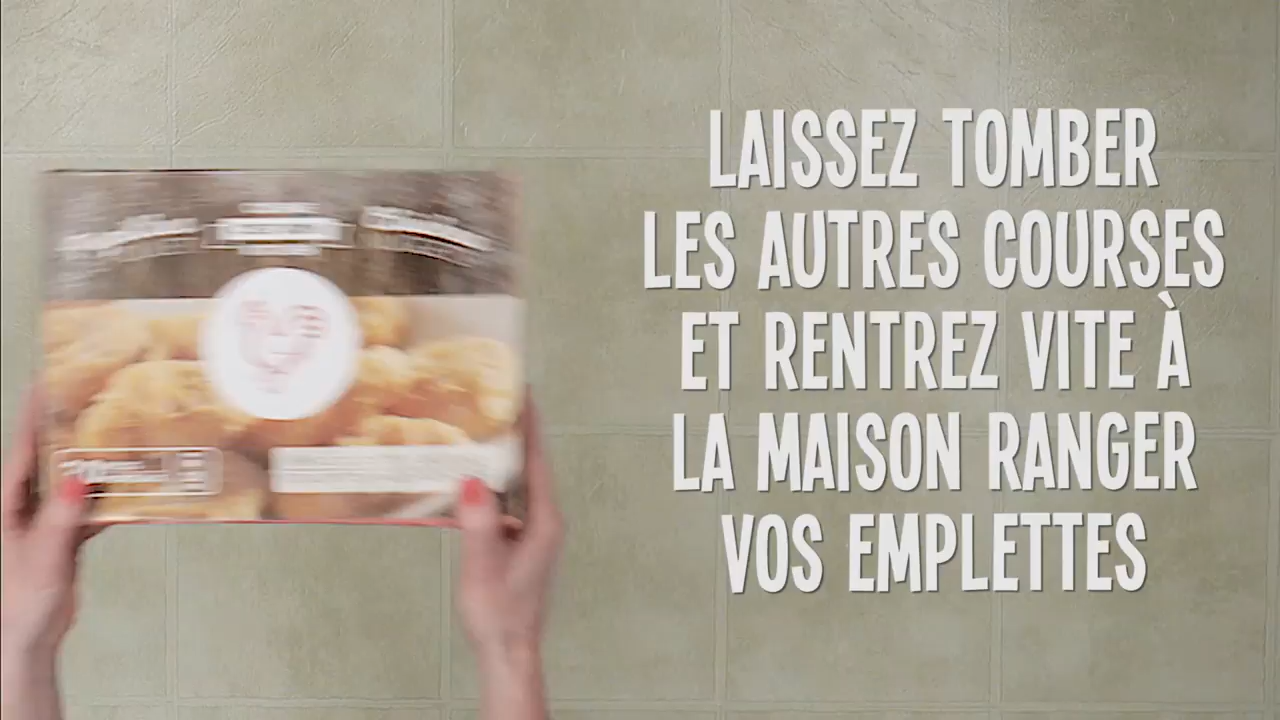 LAISSEZ TOMBER
LES AUTRES COURSES
ET RENTREZ VITE À
LA MAISON RANGER
VOS EMPLETTES